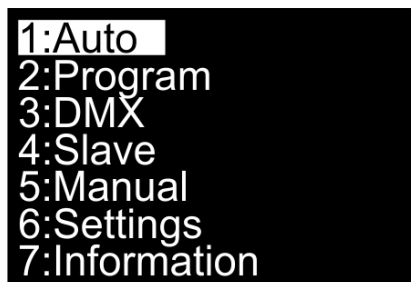 1:Auto
2:Program
3:DMX
4:Slave
5:Manual
6:Settings
7:Information